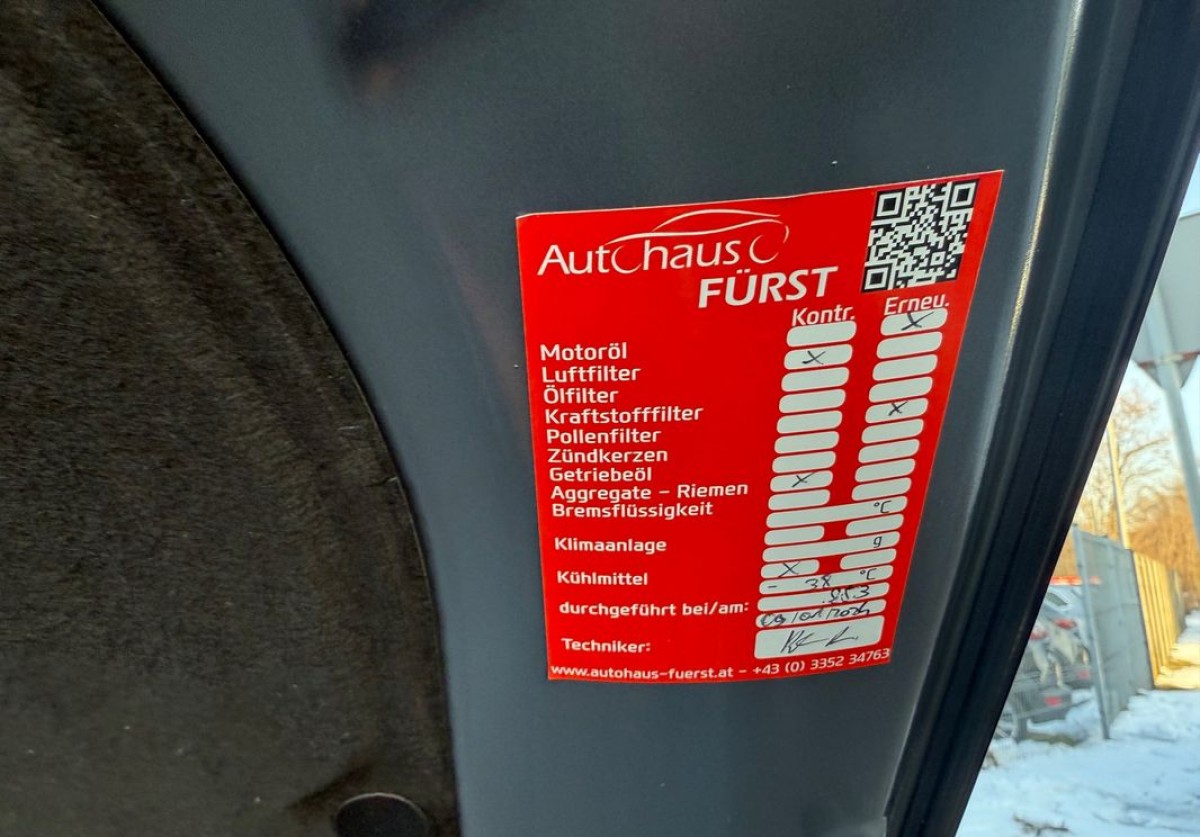 Autohaus
FÜRST
Kontr. Erneu.
Motoröl X
Luftfilter X
Ölfilter
Kraftstofffilter
Pollenfilter X
Zündkerzen
Getriebeöl
Aggregate - Riemen X
Bremsflüssigkeit
°C
Klimaanlage
g
Kühlmittel X
- 38 °C
durchgeführt bei/am:
Techniker:
www.autohaus-fuerst.at - +43 (0) 3352 34763